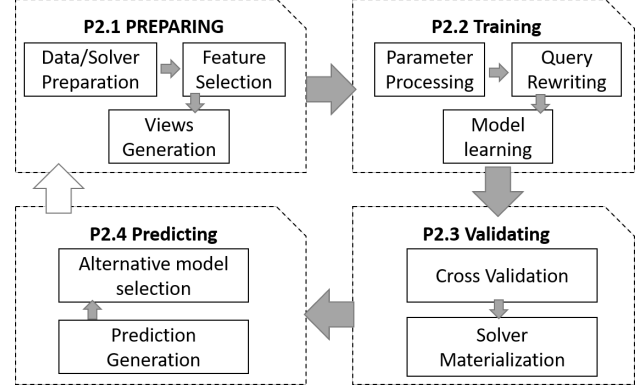 P2.1 PREPARING
Data/Solver
Preparation
Feature
Selection
Views
Generation
P2.2 Training
Parameter
Processing
Query
Rewriting
Model
learning
P2.3 Validating
Cross Validation
Solver
Materialization
P2.4 Predicting
Alternative model
selection
Prediction
Generation